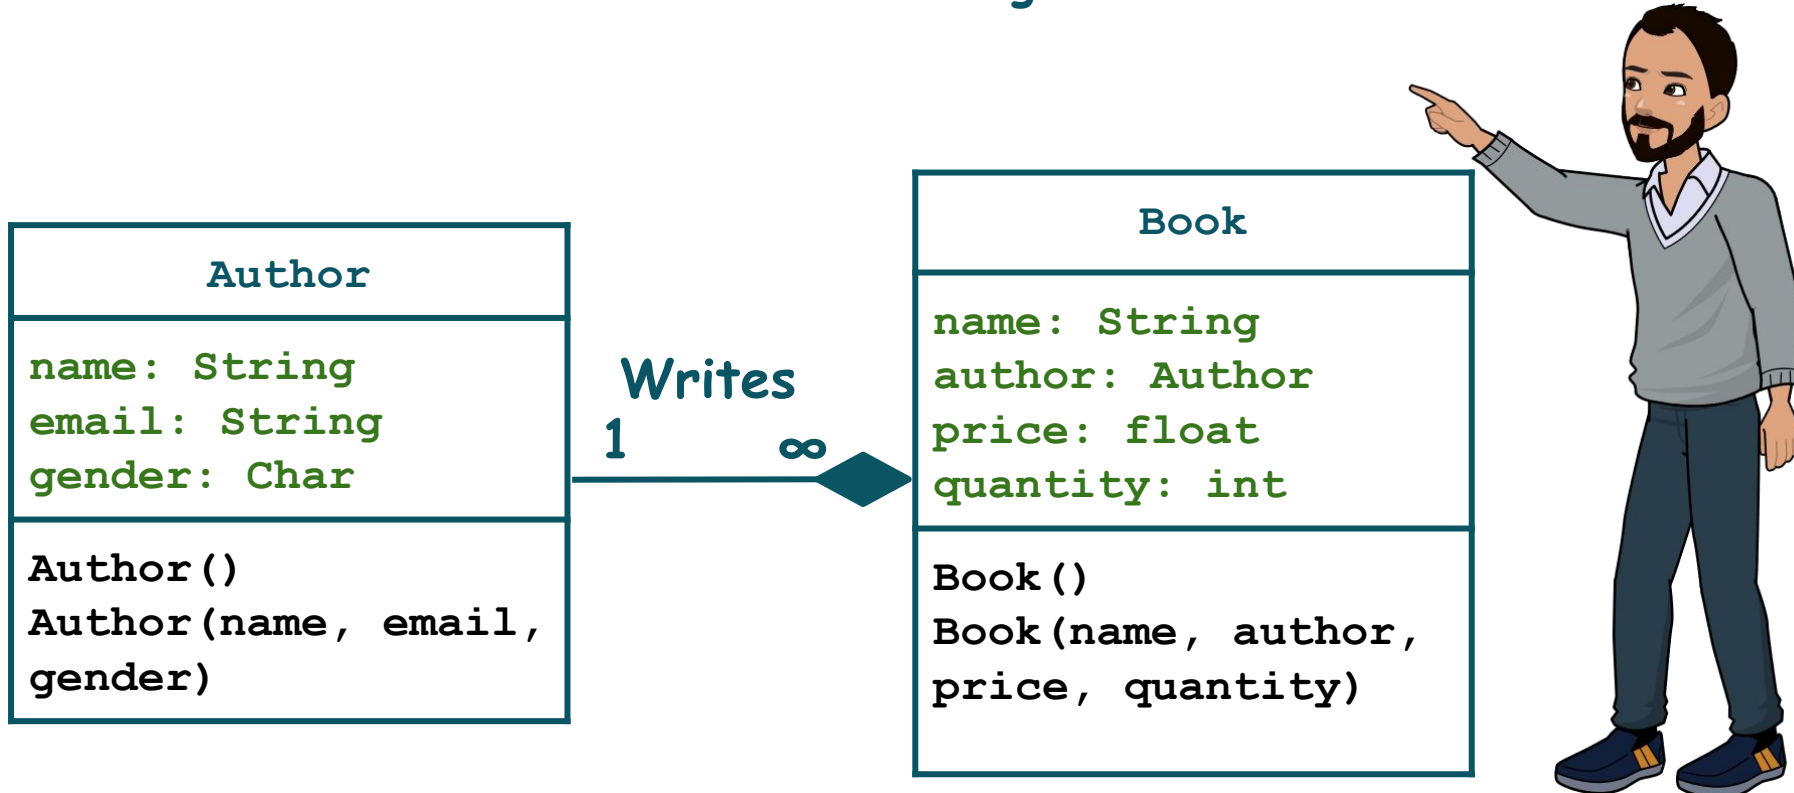 Author
name: String
email: String
gender: Char
Author()
Author(name, email,
gender)
Writes
1 ∞
Book
name: String
author: Author
price: float
quantity: int
Book()
Book(name, author,
price, quantity)